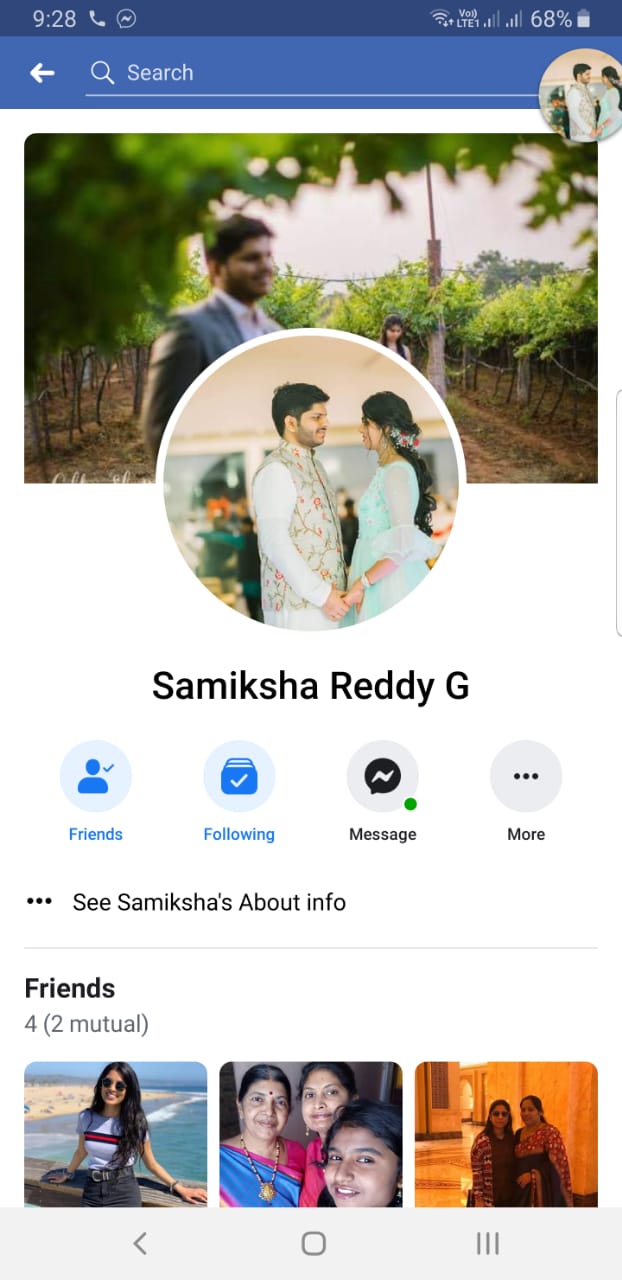 9:28
Vo)) LTE1 68%
Search
Samiksha Reddy G
Friends Following Message More
See Samiksha's About info
Friends
4 (2 mutual)